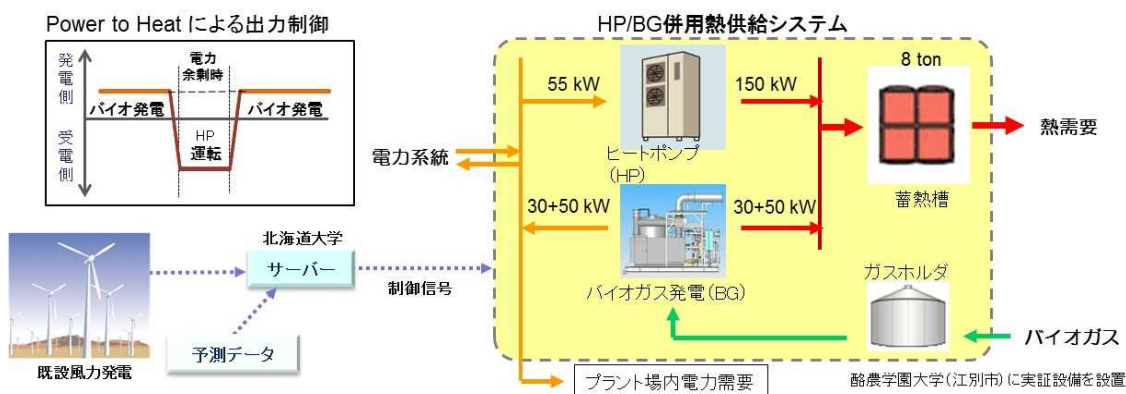 Power to Heat による出力制御
発電側
受電側
電力
余剰時
バイオ発電
バイオ発電
HP
運転
既設風力発電
北海道大学
サーバー
予測データ
制御信号
HP/BG併用熱供給システム
電力系統
55 kW
ヒートポンプ
(HP)
150 kW
30+50 kW
バイオガス発電(BG)
30+50 kW
8 ton
蓄熱槽
熱需要
ガスホルダ
バイオガス
プラント場内電力需要
酪農学園大学(江別市)に実証設備を設置